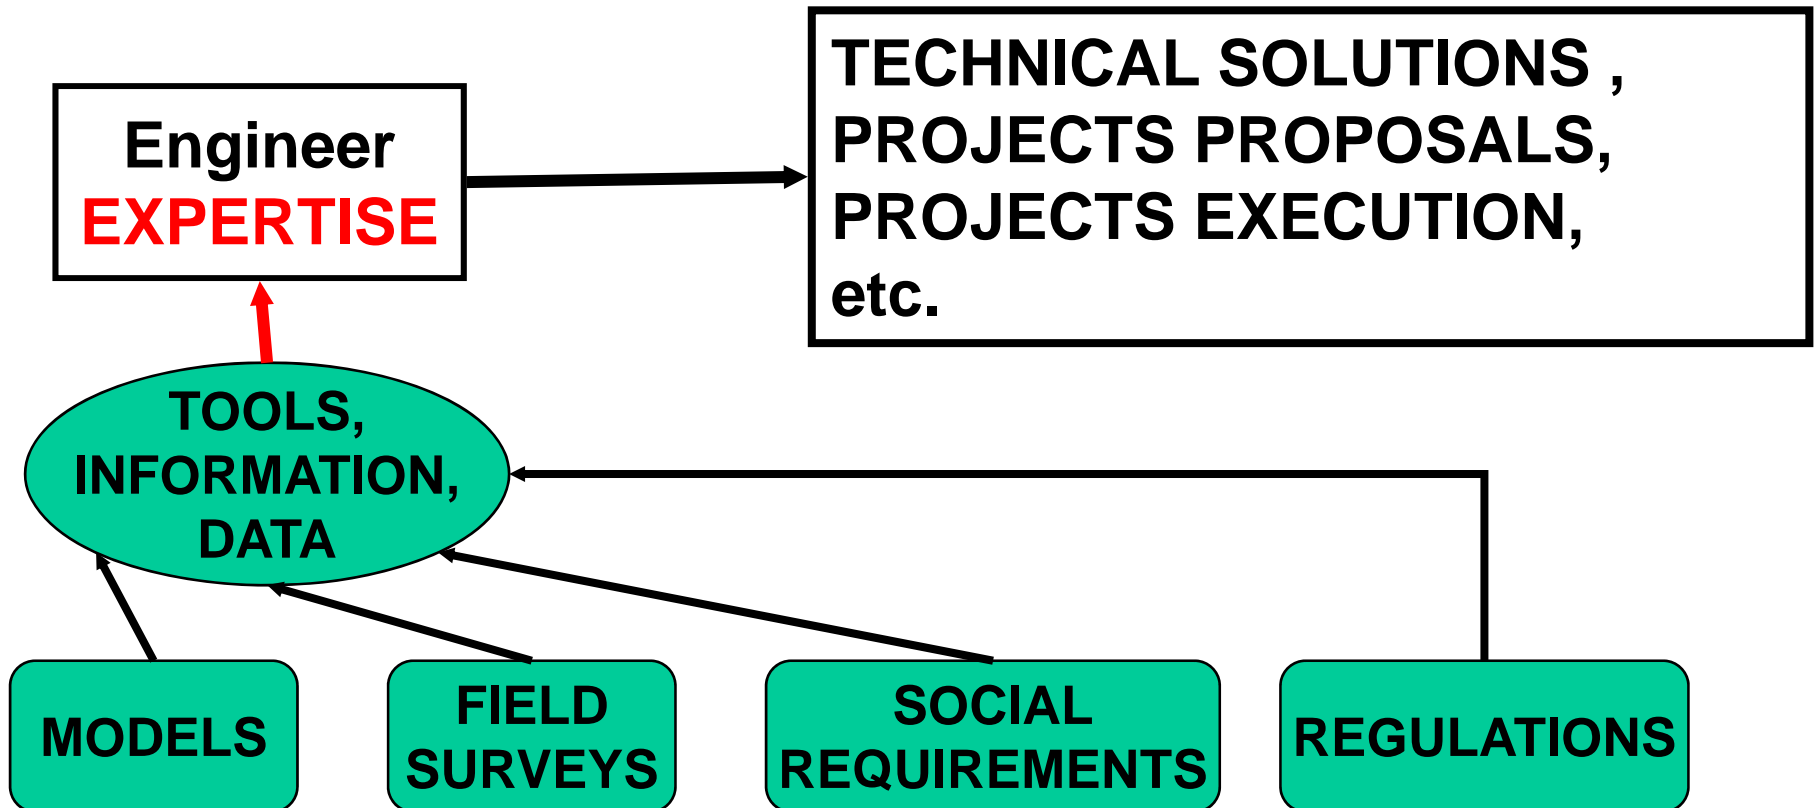 Engineer
EXPERTISE
TECHNICAL SOLUTIONS ,
PROJECTS PROPOSALS,
PROJECTS EXECUTION,
etc.
TOOLS,
INFORMATION,
DATA
MODELS
FIELD
SURVEYS
SOCIAL
REQUIREMENTS
REGULATIONS